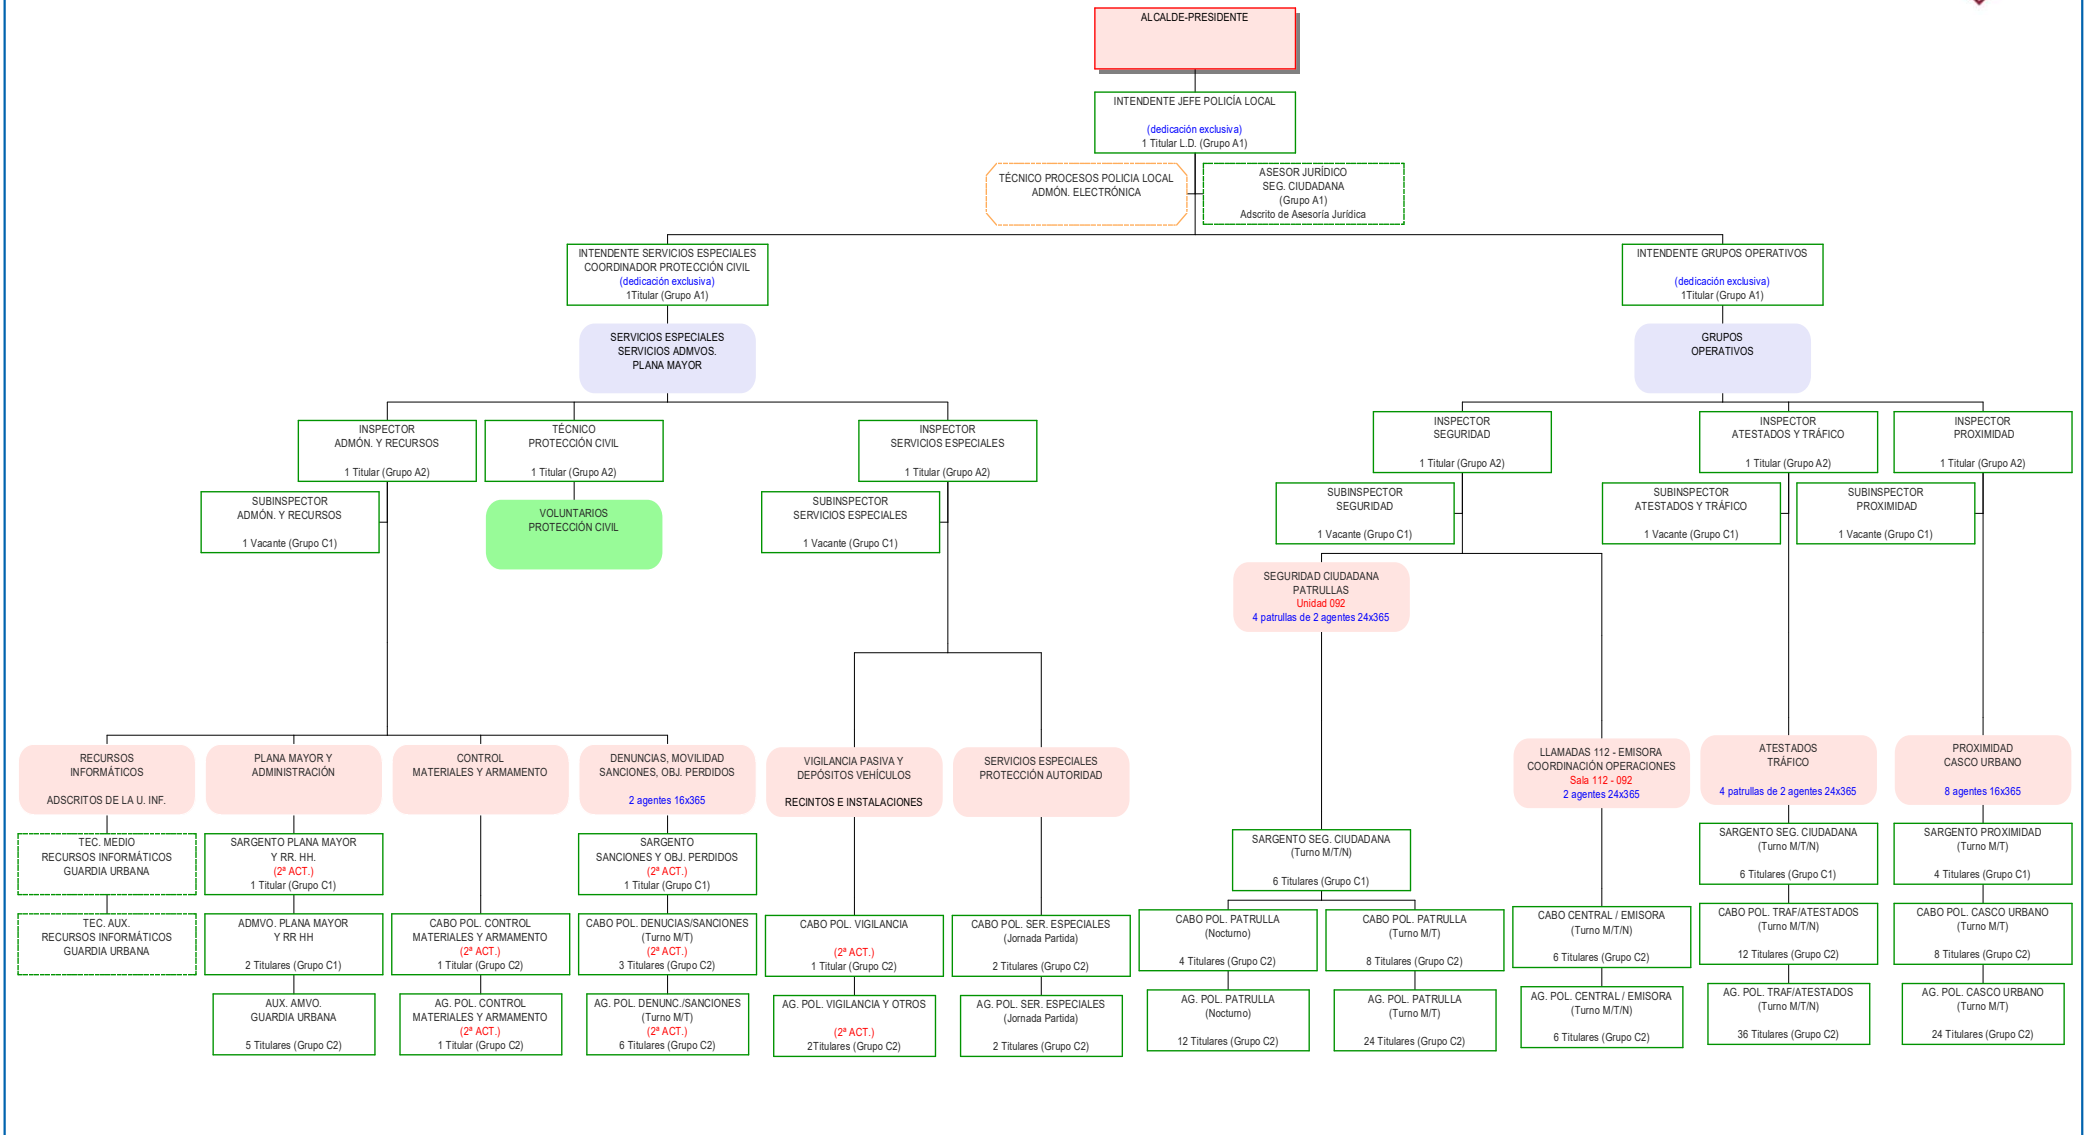 ALCALDE-PRESIDENTE
INTENDENTE JEFE POLICÍA LOCAL
(dedicación exclusiva)
1 Titular L.D. (Grupo A1)
TÉCNICO PROCESOS POLICIA LOCAL
ADMÓN. ELECTRÓNICA
ASESOR JURÍDICO
SEG. CIUDADANA
(Grupo A1)
Adscrito de Asesoría Jurídica
INTENDENTE SERVICIOS ESPECIALES
COORDINADOR PROTECCIÓN CIVIL
(dedicación exclusiva)
1Titular (Grupo A1)
INTENDENTE GRUPOS OPERATIVOS
(dedicación exclusiva)
1Titular (Grupo A1)
SERVICIOS ESPECIALES
SERVICIOS ADMVOS.
PLANA MAYOR
GRUPOS
OPERATIVOS
INSPECTOR
ADMÓN. Y RECURSOS
1 Titular (Grupo A2)
TÉCNICO
PROTECCIÓN CIVIL
1 Titular (Grupo A2)
INSPECTOR
SERVICIOS ESPECIALES
1 Titular (Grupo A2)
INSPECTOR
SEGURIDAD
1 Titular (Grupo A2)
INSPECTOR
ATESTADOS Y TRÁFICO
1 Titular (Grupo A2)
INSPECTOR
PROXIMIDAD
1 Titular (Grupo A2)
SUBINSPECTOR
ADMÓN. Y RECURSOS
1 Vacante (Grupo C1)
VOLUNTARIOS
PROTECCIÓN CIVIL
SUBINSPECTOR
SERVICIOS ESPECIALES
1 Vacante (Grupo C1)
SUBINSPECTOR
SEGURIDAD
1 Vacante (Grupo C1)
SUBINSPECTOR
ATESTADOS Y TRÁFICO
1 Vacante (Grupo C1)
SUBINSPECTOR
PROXIMIDAD
1 Vacante (Grupo C1)
SEGURIDAD CIUDADANA
PATRULLAS
Unidad 092
4 patrullas de 2 agentes 24x365
RECURSOS
INFORMÁTICOS
ADSCRITOS DE LA U. INF.
PLANA MAYOR Y
ADMINISTRACIÓN
CONTROL
MATERIALES Y ARMAMENTO
DENUNCIAS, MOVILIDAD
SANCIONES, OBJ. PERDIDOS
2 agentes 16x365
VIGILANCIA PASIVA Y
DEPÓSITOS VEHÍCULOS
RECINTOS E INSTALACIONES
SERVICIOS ESPECIALES
PROTECCIÓN AUTORIDAD
LLAMADAS 112 - EMISORA
COORDINACIÓN OPERACIONES
Sala 112 - 092
2 agentes 24x365
ATESTADOS
TRÁFICO
4 patrullas de 2 agentes 24x365
PROXIMIDAD
CASCO URBANO
8 agentes 16x365
TEC. MEDIO
RECURSOS INFORMÁTICOS
GUARDIA URBANA
SARGENTO PLANA MAYOR
Y RR. HH.
(2ª ACT.)
1 Titular (Grupo C1)
SARGENTO
SANCIONES Y OBJ. PERDIDOS
(2ª ACT.)
1 Titular (Grupo C1)
SARGENTO SEG. CIUDADANA
(Turno M/T/N)
6 Titulares (Grupo C1)
SARGENTO SEG. CIUDADANA
(Turno M/T/N)
6 Titulares (Grupo C1)
SARGENTO PROXIMIDAD
(Turno M/T)
4 Titulares (Grupo C1)
TEC. AUX.
RECURSOS INFORMÁTICOS
GUARDIA URBANA
ADMVO. PLANA MAYOR
Y RR HH
2 Titulares (Grupo C1)
CABO POL. CONTROL
MATERIALES Y ARMAMENTO
(2ª ACT.)
1 Titular (Grupo C2)
CABO POL. DENUCIAS/SANCIONES
(Turno M/T)
(2ª ACT.)
3 Titulares (Grupo C2)
CABO POL. VIGILANCIA
(2ª ACT.)
1 Titular (Grupo C2)
CABO POL. SER. ESPECIALES
(Jornada Partida)
2 Titulares (Grupo C2)
CABO POL. PATRULLA
(Nocturno)
4 Titulares (Grupo C2)
CABO POL. PATRULLA
(Turno M/T)
8 Titulares (Grupo C2)
CABO CENTRAL / EMISORA
(Turno M/T/N)
6 Titulares (Grupo C2)
CABO POL. TRAF/ATESTADOS
(Turno M/T/N)
12 Titulares (Grupo C2)
CABO POL. CASCO URBANO
(Turno M/T)
8 Titulares (Grupo C2)
AUX. AMVO.
GUARDIA URBANA
5 Titulares (Grupo C2)
AG. POL. CONTROL
MATERIALES Y ARMAMENTO
(2ª ACT.)
1 Titular (Grupo C2)
AG. POL. DENUNC./SANCIONES
(Turno M/T)
(2ª ACT.)
6 Titulares (Grupo C2)
AG. POL. VIGILANCIA Y OTROS
(2ª ACT.)
2Titulares (Grupo C2)
AG. POL. SER. ESPECIALES
(Jornada Partida)
2 Titulares (Grupo C2)
AG. POL. PATRULLA
(Nocturno)
12 Titulares (Grupo C2)
AG. POL. PATRULLA
(Turno M/T)
24 Titulares (Grupo C2)
AG. POL. CENTRAL / EMISORA
(Turno M/T/N)
6 Titulares (Grupo C2)
AG. POL. TRAF/ATESTADOS
(Turno M/T/N)
36 Titulares (Grupo C2)
AG. POL. CASCO URBANO
(Turno M/T)
24 Titulares (Grupo C2)